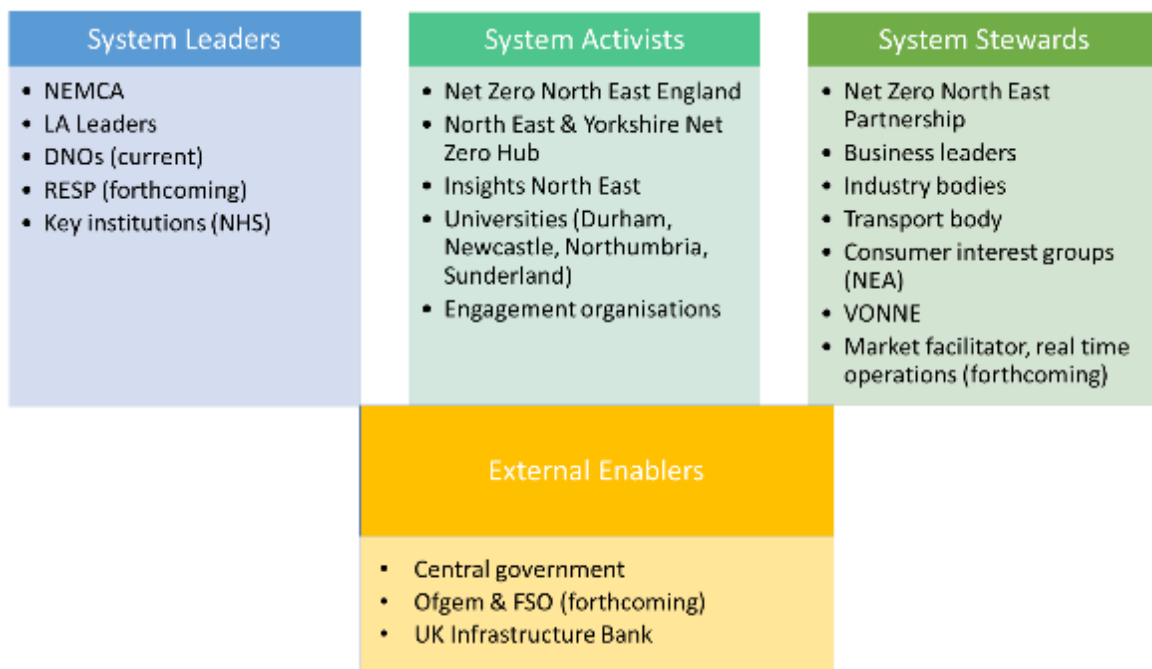 System Leaders
• NEMCA
• LA Leaders
• DNOs (current)
• RESP (forthcoming)
• Key institutions (NHS)
System Activists
• Net Zero North East England
• North East & Yorkshire Net
Zero Hub
• Insights North East
• Universities (Durham,
Newcastle, Northumbria,
Sunderland)
• Engagement organisations
System Stewards
• Net Zero North East
Partnership
• Business leaders
• Industry bodies
• Transport body
• Consumer interest groups
(NEA)
• VONNE
• Market facilitator, real time
operations (forthcoming)
External Enablers
• Central government
• Ofgem & FSO (forthcoming)
• UK Infrastructure Bank